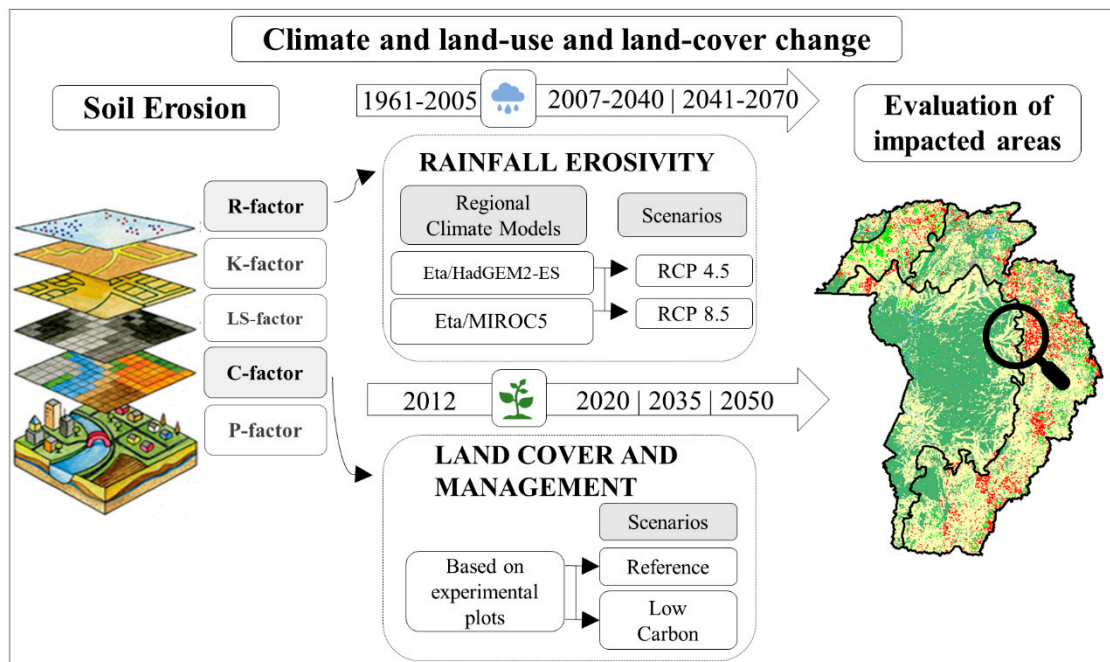 Climate and land-use and land-cover change
Soil Erosion
1961-2005
2007-2040 | 2041-2070
Evaluation of
impacted areas
R-factor
K-factor
LS-factor
C-factor
P-factor
RAINFALL EROSIVITY
Regional
Climate Models
Scenarios
Eta/HadGEM2-ES
RCP 4.5
Eta/MIROC5
RCP 8.5
2012
2020 | 2035 | 2050
LAND COVER AND
MANAGEMENT
Scenarios
Based on
experimental
plots
Reference
Low
Carbon